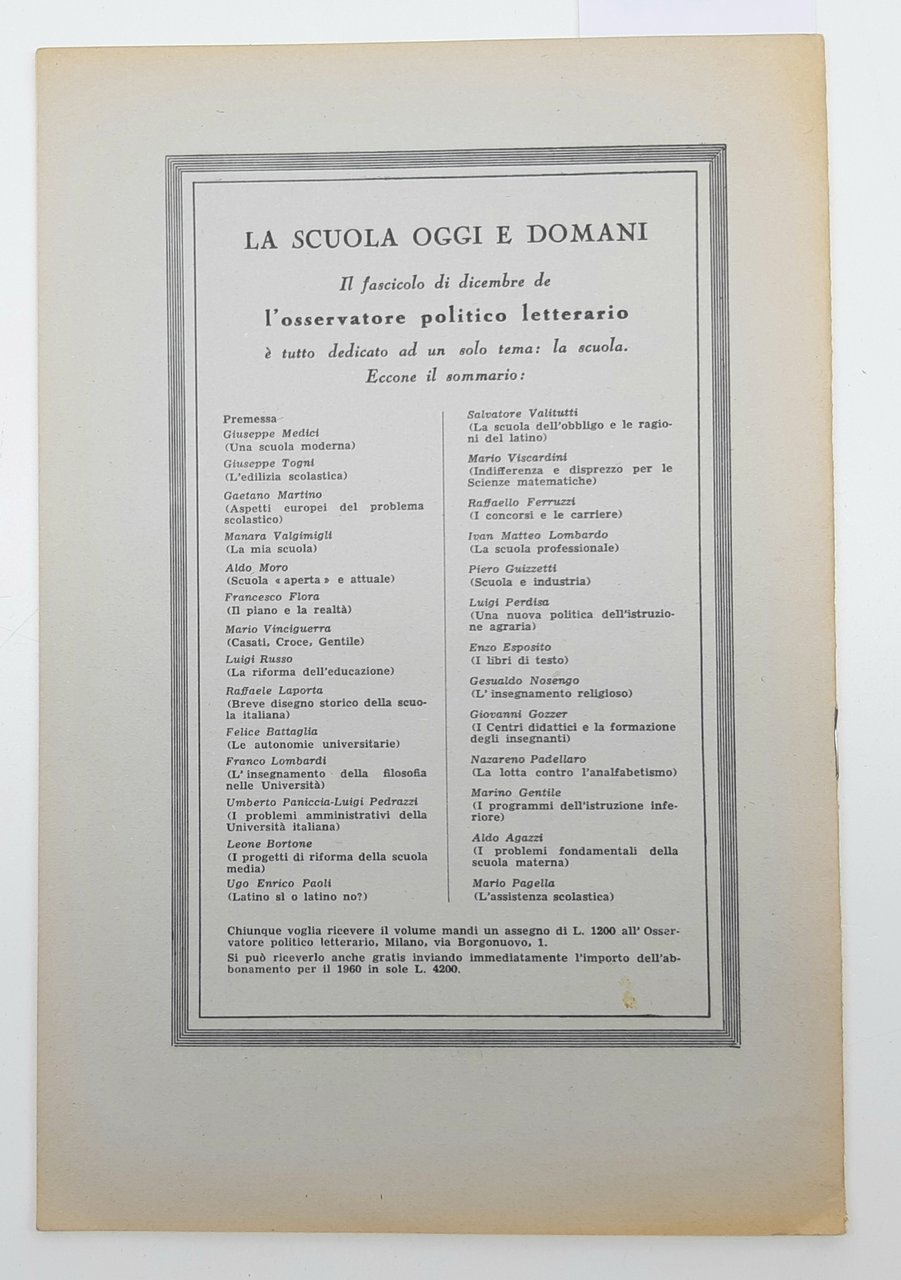 LA SCUOLA OGGI E DOMANI
Il fascicolo di dicembre de
l'osservatore politico letterario
è tutto dedicato ad un solo tema: la scuola.
Eccone il sommario:
Premessa
Giuseppe Medici
(Una scuola moderna)
Giuseppe Togni
(L'edilizia scolastica)
Gaetano Martino
(Aspetti europei del problema
scolastico)
Manara Valgimigli
(La mia scuola)
Aldo Moro
(Scuola « aperta » e attuale)
Francesco Flora
(Il piano e la realtà)
Mario Vinciguerra
(Casati, Croce, Gentile)
Luigi Russo
(La riforma dell'educazione)
Raffaele Laporta
(Breve disegno storico della scuo-
la italiana)
Felice Battaglia
(Le autonomie universitarie)
Franco Lombardi
(L' insegnamento della filosofia
nelle Università)
Umberto Paniccia-Luigi Pedrazzi
(I problemi amministrativi della
Università italiana)
Leone Bortone
(I progetti di riforma della scuola
media)
Ugo Enrico Paoli
(Latino sì o latino no?)
Salvatore Valitutti
(La scuola dell'obbligo e le ragio-
ni del latino)
Mario Viscardini
(Indifferenza e disprezzo per le
Scienze matematiche)
Raffaello Ferruzzi
(I concorsi e le carriere)
Ivan Matteo Lombardo
(La scuola professionale)
Piero Guizzetti
(Scuola e industria)
Luigi Perdisa
(Una nuova politica dell'istruzio-
ne agraria)
Enzo Esposito
(I libri di testo)
Gesualdo Nosengo
(L' insegnamento religioso)
Giovanni Gozzer
(I Centri didattici e la formazione
degli insegnanti)
Nazareno Padellaro
(La lotta contro l'analfabetismo)
Marino Gentile
(I programmi dell'istruzione infe-
riore)
Aldo Agazzi
(I problemi fondamentali della
scuola materna)
Mario Pagella
(L'assistenza scolastica)
Chiunque voglia ricevere il volume mandi un assegno di L. 1200 all' Osser-
vatore politico letterario, Milano, via Borgonuovo, 1.
Si può riceverlo anche gratis inviando immediatamente l'importo dell'ab-
bonamento per il 1960 in sole L. 4200.